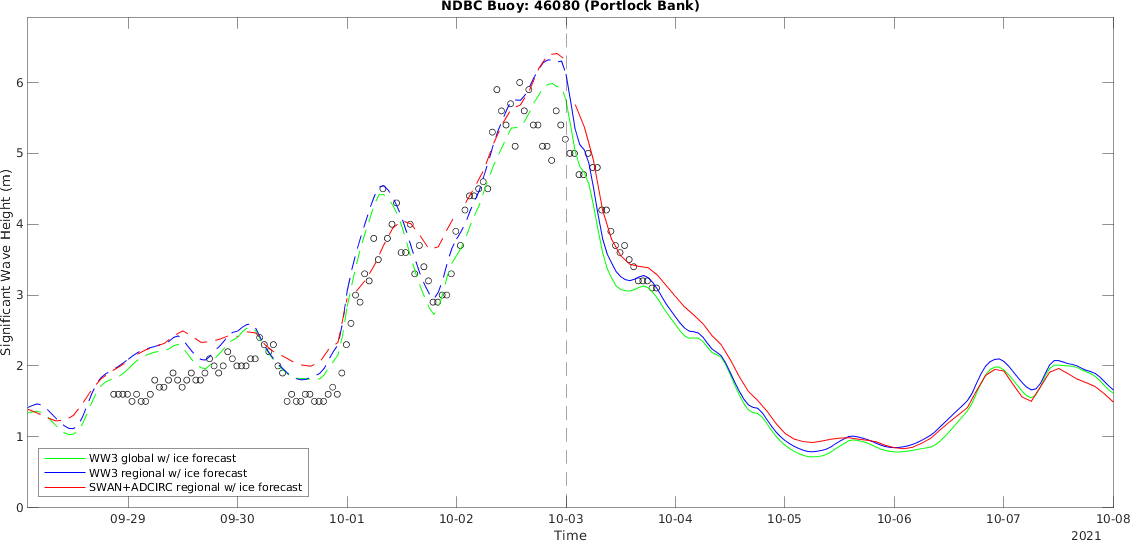 NDBC Buoy: 46080 (Portlock Bank)
Significant Wave Height (m)
6
5
4
3
2
1
0
WW3 global w/ ice forecast
WW3 regional w/ ice forecast
SWAN+ADCIRC regional w/ ice forecast
09-29 09-30 10-01 10-02 10-03 10-04 10-05 10-06 10-07 10-08
Time
2021